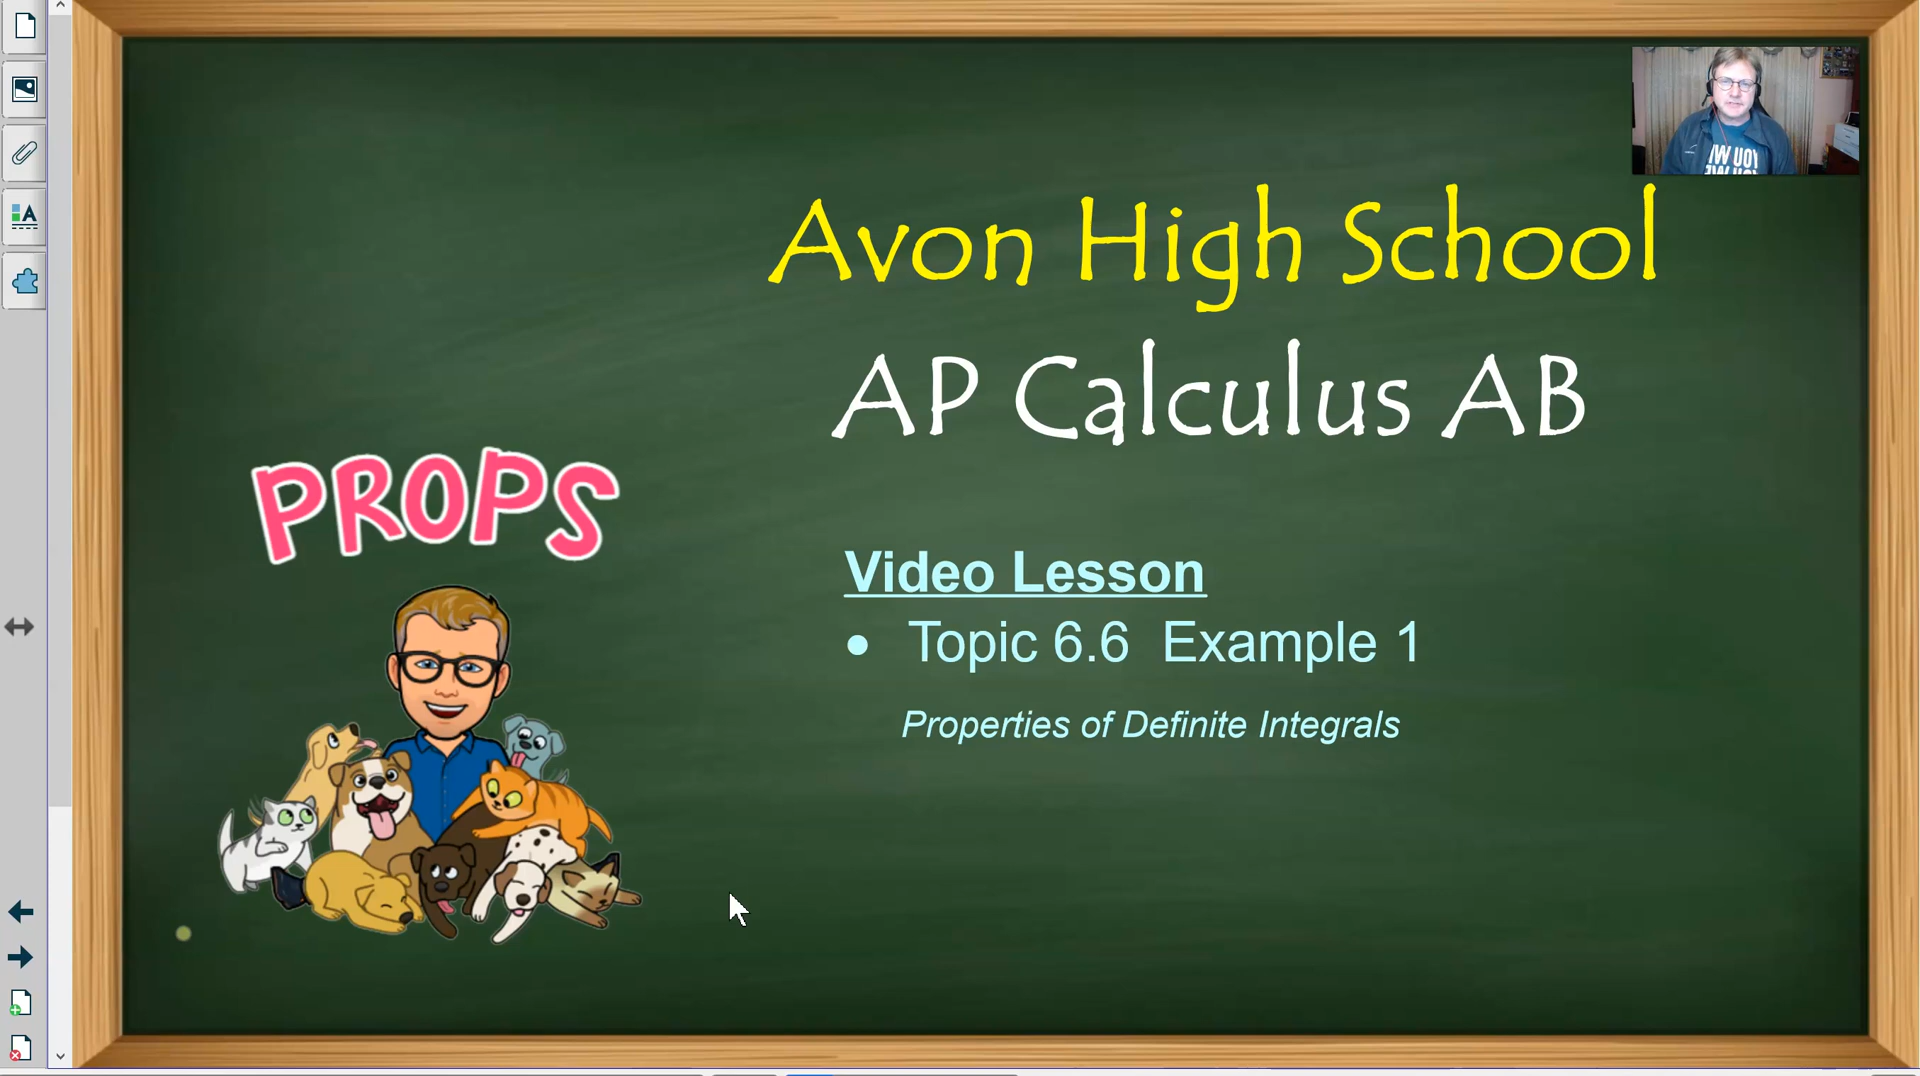 Avon High School
AP Calculus AB
PROPS
Video Lesson
• Topic 6.6 Example 1
Properties of Definite Integrals